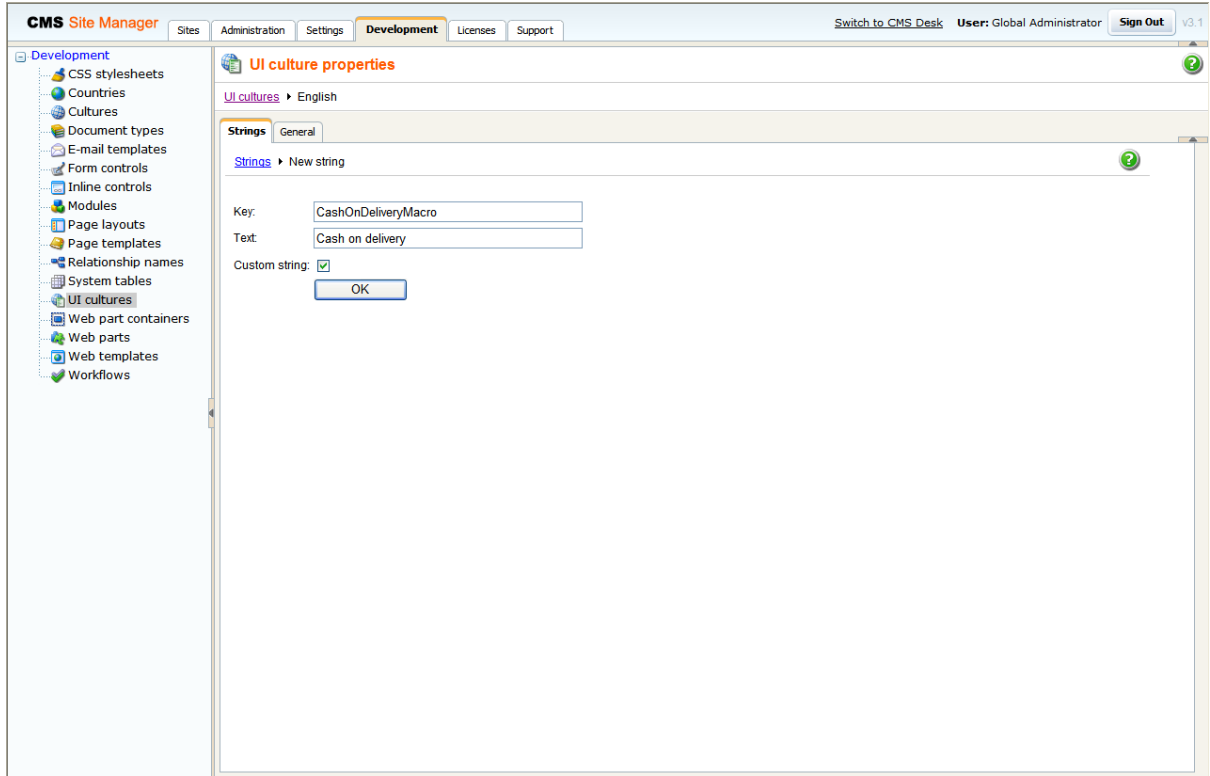 CMS Site Manager Sites Administration Settings Development Licenses Support Switch to CMS Desk User: Global Administrator Sign Out v3.1
Development
CSS stylesheets
Countries
Cultures
Document types
E-mail templates
Form controls
Inline controls
Modules
Page layouts
Page templates
Relationship names
System tables
UI cultures
Web part containers
Web parts
Web templates
Workflows
UI culture properties
UI cultures English
Strings General
Strings New string
Key: CashOnDeliveryMacro
Text: Cash on delivery
Custom string:
OK